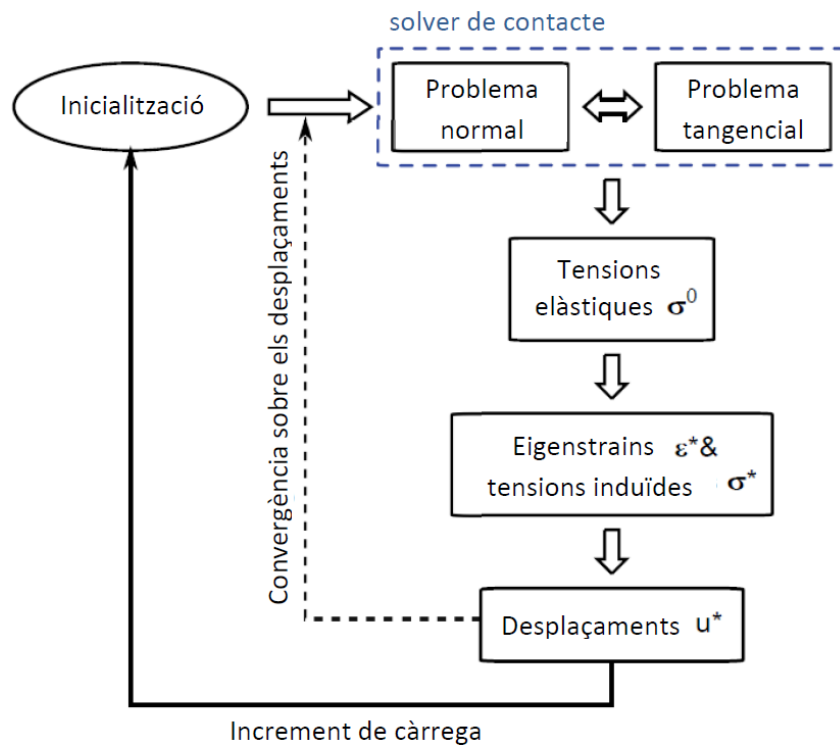 solver de contacte
Inicialització
Problema
normal
Problema
tangencial
Tensions
elàstiques σ⁰
Convergència sobre els desplaçaments
Eigenstrains ε*&
tensions induïdes σ*
Desplaçaments u*
Increment de càrrega